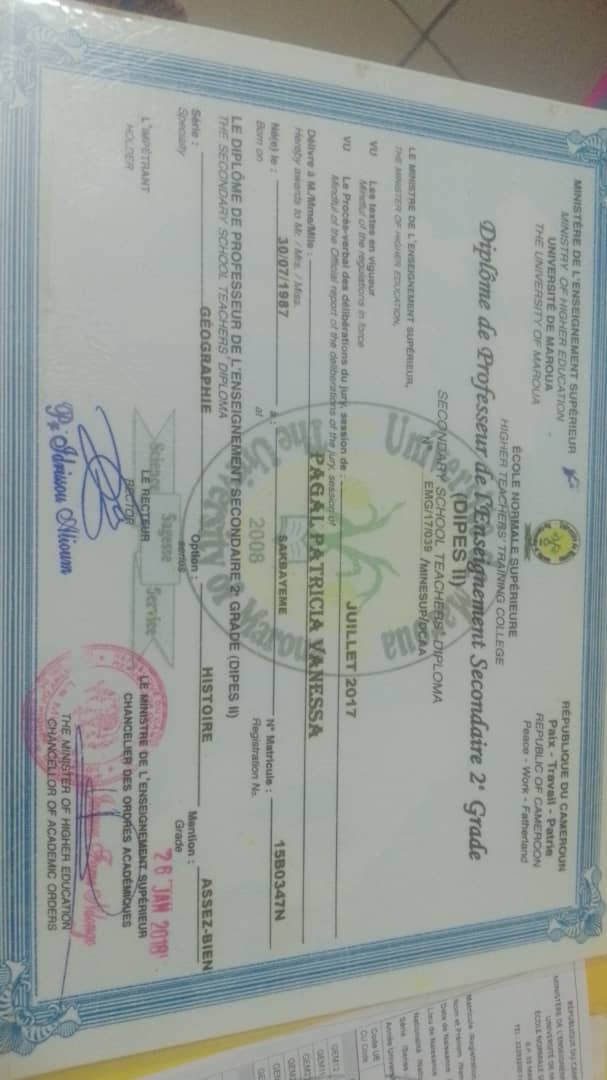 MINISTÈRE DE L'ENSEIGNEMENT SUPÉRIEUR
MINISTRY OF HIGHER EDUCATION
UNIVERSITÉ DE MAROUA
THE UNIVERSITY OF MAROUA
RÉPUBLIQUE DU CAMEROUN
Paix - Travail - Patrie
REPUBLIC OF CAMEROON
Peace - Work - Fatherland
ÉCOLE NORMALE SUPÉRIEURE
HIGHER TEACHERS' TRAINING COLLEGE
Diplôme de Professeur de l'Enseignement Secondaire 2e Grade
(DIPES II)
SECONDARY SCHOOL TEACHERS' DIPLOMA
N° EMG/17/039 /MINESUP/DCAA
LE MINISTRE DE L'ENSEIGNEMENT SUPÉRIEUR,
THE MINISTER OF HIGHER EDUCATION,
VU Les textes en vigueur
Mindful of the regulations in force
VU Le Procès-verbal des délibérations du jury, session de : JUILLET 2017
Mindful of the Official report of the deliberations of the jury, session of
Délivre à M./Mme/Mlle : PAGAL PATRICIA VANESSA
Hereby awards to Mr. / Mrs. / Miss.
Né(e) le : 30/07/1987 à : SAKBAYEME N° Matricule : 15B0347N
Born on at Registration No.
LE DIPLÔME DE PROFESSEUR DE L'ENSEIGNEMENT SECONDAIRE 2e GRADE (DIPES II)
THE SECONDARY SCHOOL TEACHERS' DIPLOMA
Série : GÉOGRAPHIE Option : HISTOIRE Mention : ASSEZ-BIEN
Specialty Grade
L'IMPÉTRANT
HOLDER
LE RECTEUR
RECTOR
LE MINISTRE DE L'ENSEIGNEMENT SUPÉRIEUR
CHANCELIER DES ORDRES ACADÉMIQUES
THE MINISTER OF HIGHER EDUCATION
CHANCELLOR OF ACADEMIC ORDERS
26 JAN 2018
Pr. Idrissou Alioum
The University of Maroua
2008
Science
Sagesse
Service